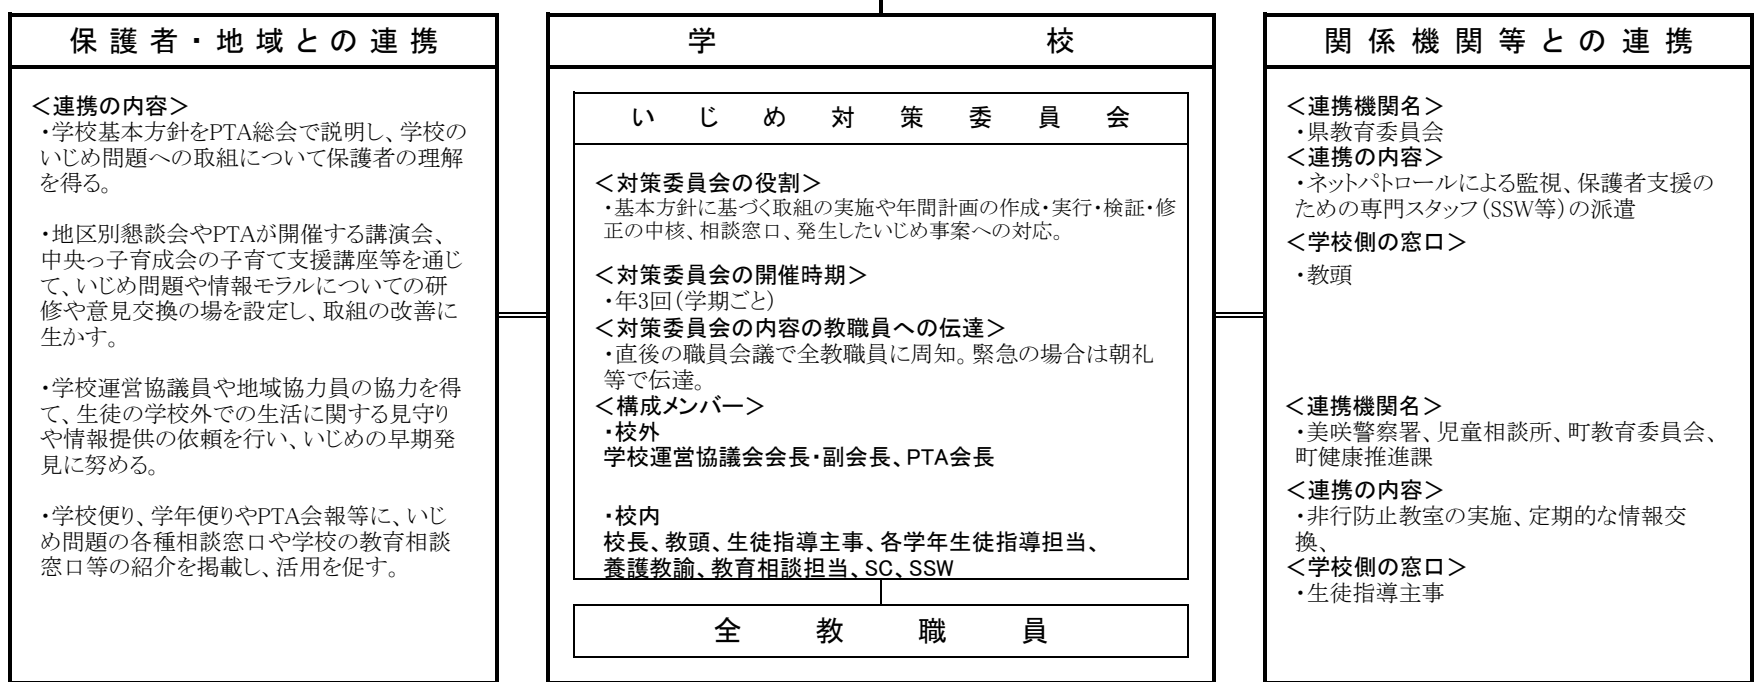 保護者・地域との連携
＜連携の内容＞
・学校基本方針をPTA総会で説明し、学校の
いじめ問題への取組について保護者の理解
を得る。
・地区別懇談会やPTAが開催する講演会、
中央っ子育成会の子育て支援講座等を通じ
て、いじめ問題や情報モラルについての研
修や意見交換の場を設定し、取組の改善に
生かす。
・学校運営協議員や地域協力員の協力を得
て、生徒の学校外での生活に関する見守り
や情報提供の依頼を行い、いじめの早期発
見に努める。
・学校便り、学年便りやPTA会報等に、いじ
め問題の各種相談窓口や学校の教育相談
窓口等の紹介を掲載し、活用を促す。
学校
いじめ対策委員会
＜対策委員会の役割＞
・基本方針に基づく取組の実施や年間計画の作成・実行・検証・修
正の中核、相談窓口、発生したいじめ事案への対応。
＜対策委員会の開催時期＞
・年3回（学期ごと）
＜対策委員会の内容の教職員への伝達＞
・直後の職員会議で全教職員に周知。緊急の場合は朝礼
等で伝達。
＜構成メンバー＞
・校外
学校運営協議会会長・副会長、PTA会長
・校内
校長、教頭、生徒指導主事、各学年生徒指導担当、
養護教諭、教育相談担当、SC、SSW
全教職員
関係機関等との連携
＜連携機関名＞
・県教育委員会
＜連携の内容＞
・ネットパトロールによる監視、保護者支援の
ための専門スタッフ（SSW等）の派遣
＜学校側の窓口＞
・教頭
＜連携機関名＞
・美咲警察署、児童相談所、町教育委員会、
町健康推進課
＜連携の内容＞
・非行防止教室の実施、定期的な情報交
換、
＜学校側の窓口＞
・生徒指導主事